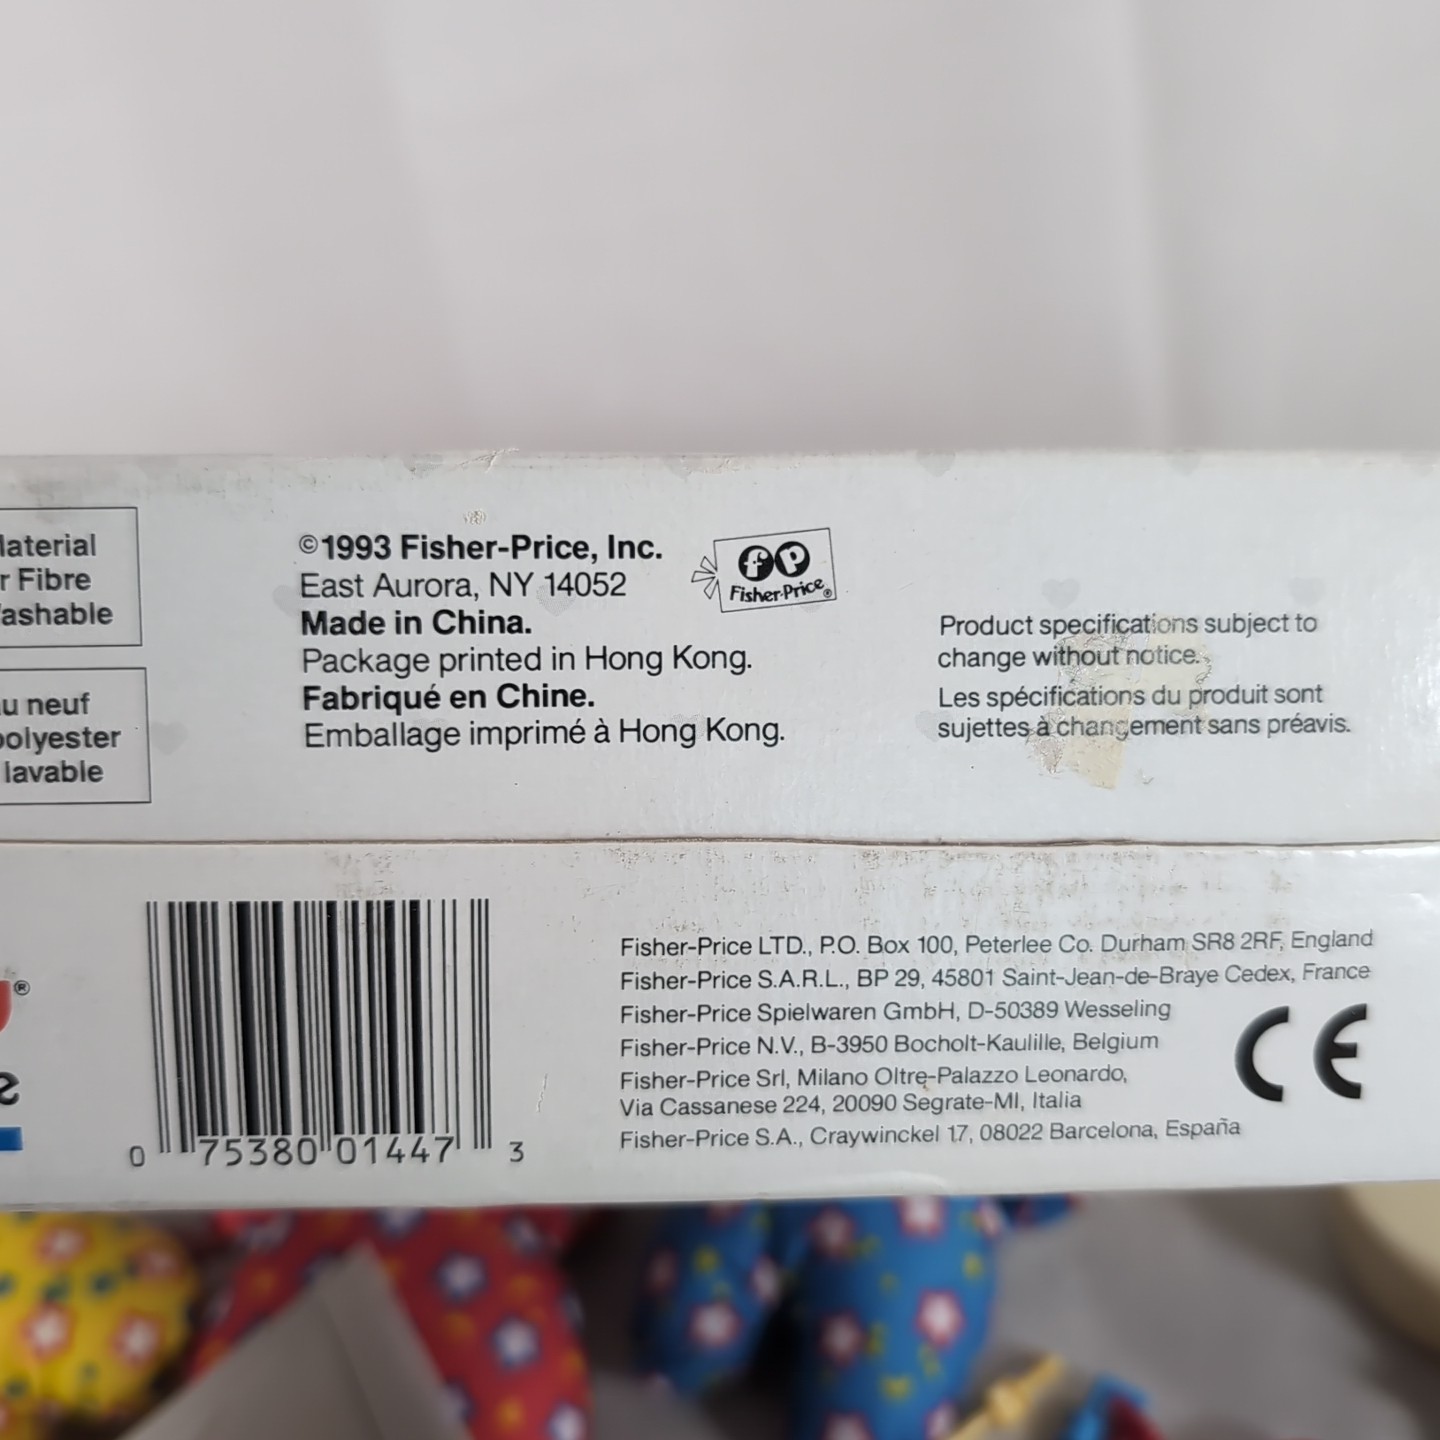 r Fibre
©1993 Fisher-Price, Inc.
East Aurora, NY 14052
Made in China.
Package printed in Hong Kong.
Fabriqué en Chine.
Emballage imprimé à Hong Kong.
fp
Fisher-Price®
Product specifications subject to
change without notice.
Les spécifications du produit sont
sujettes à changement sans préavis.
u neuf
polyester
lavable
®
e
0 75380 01447 3
Fisher-Price LTD., P.O. Box 100, Peterlee Co. Durham SR8 2RF, England
Fisher-Price S.A.R.L., BP 29, 45801 Saint-Jean-de-Braye Cedex, France
Fisher-Price Spielwaren GmbH, D-50389 Wesseling
Fisher-Price N.V., B-3950 Bocholt-Kaulille, Belgium
Fisher-Price Srl, Milano Oltre-Palazzo Leonardo,
Via Cassanese 224, 20090 Segrate-MI, Italia
Fisher-Price S.A., Craywinckel 17, 08022 Barcelona, España
CE